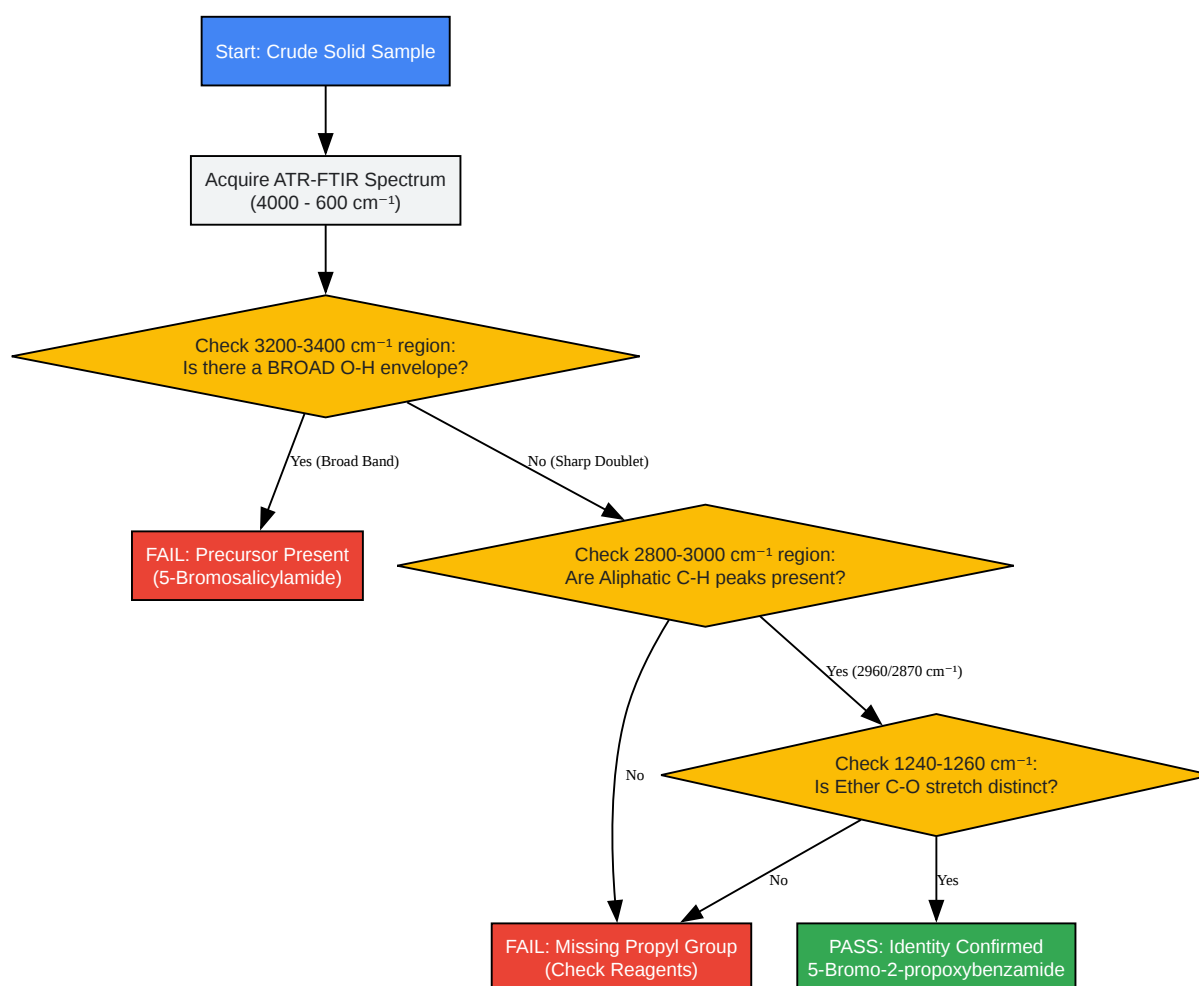 Start: Crude Solid Sample
Acquire ATR-FTIR Spectrum
(4000 - 600 cm⁻¹)
Check 3200-3400 cm⁻¹ region:
Is there a BROAD O-H envelope?
Yes (Broad Band)
No (Sharp Doublet)
FAIL: Precursor Present
(5-Bromosalicylamide)
Check 2800-3000 cm⁻¹ region:
Are Aliphatic C-H peaks present?
Yes (2960/2870 cm⁻¹)
No
Check 1240-1260 cm⁻¹:
Is Ether C-O stretch distinct?
No
Yes
FAIL: Missing Propyl Group
(Check Reagents)
PASS: Identity Confirmed
5-Bromo-2-propoxybenzamide